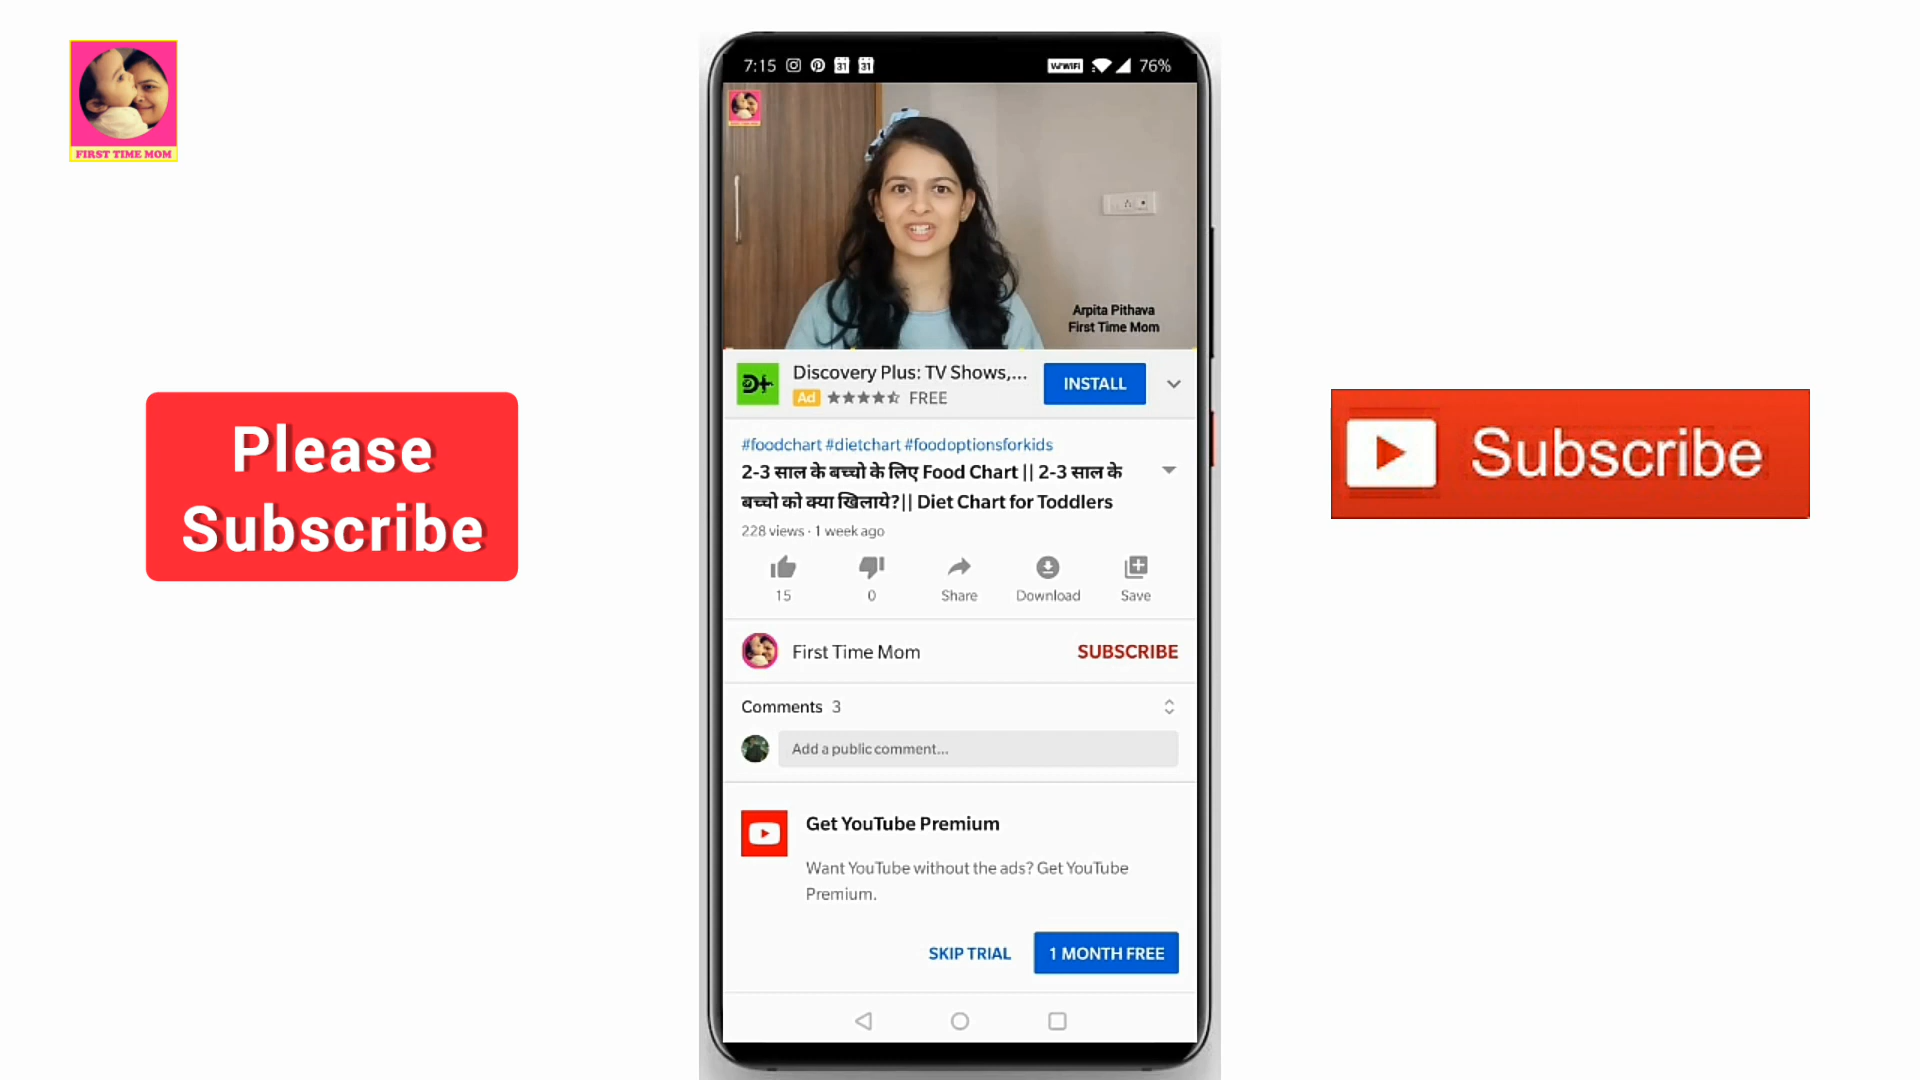 FIRST TIME MOM
Please
Subscribe
7:15
31
31
76%
Arpita Pithava
First Time Mom
Discovery Plus: TV Shows,...
Ad
FREE
INSTALL
#foodchart #dietchart #foodoptionsforkids
2-3 साल के बच्चो के लिए Food Chart || 2-3 साल के
बच्चो को क्या खिलाये?|| Diet Chart for Toddlers
228 views · 1 week ago
15
0
Share
Download
Save
First Time Mom
SUBSCRIBE
Comments 3
Add a public comment...
Get YouTube Premium
Want YouTube without the ads? Get YouTube
Premium.
SKIP TRIAL
1 MONTH FREE
Subscribe